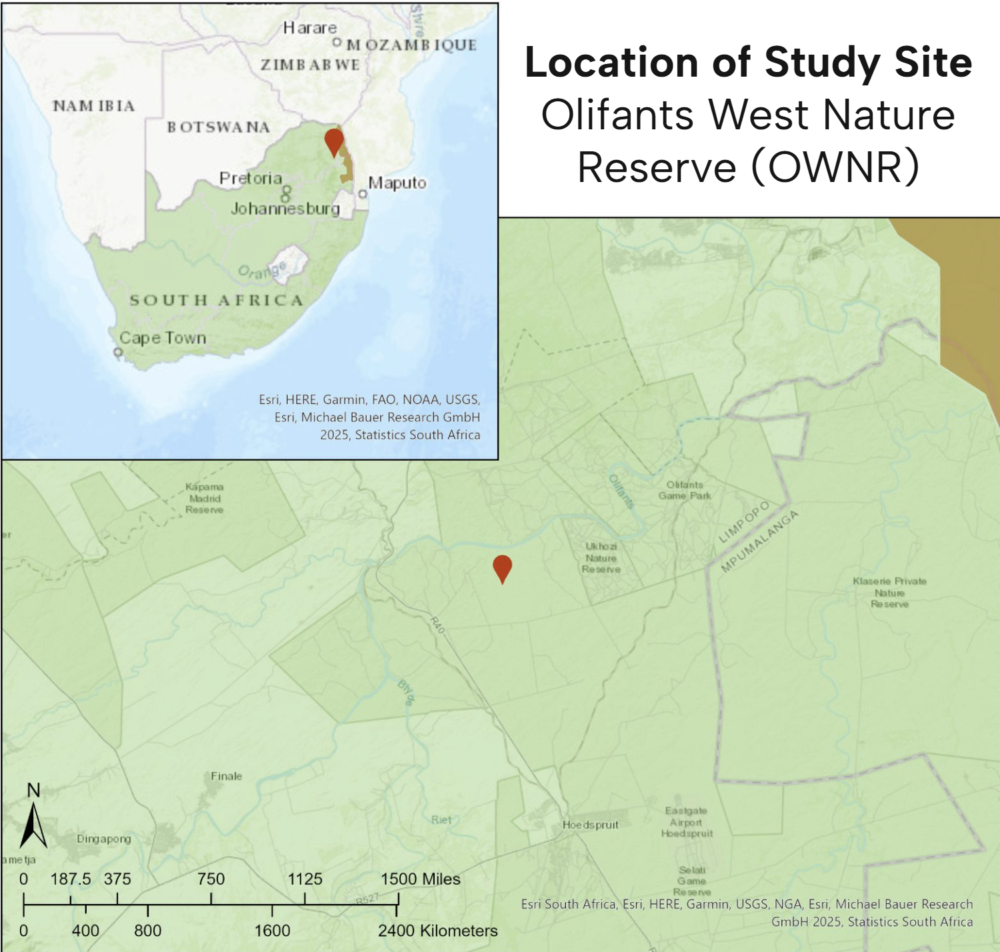 Location of Study Site
Olifants West Nature
Reserve (OWNR)
Harare
Shire
MOZAMBIQUE
ZIMBABWE
NAMIBIA
BOTSWANA
Pretoria
Maputo
Johannesburg
Orange
SOUTH AFRICA
Cape Town
Esri, HERE, Garmin, FAO, NOAA, USGS,
Esri, Michael Bauer Research GmbH
2025, Statistics South Africa
Kapama
Madrid
Reserve
er
Olifants
Olifants
Game Park
LIMPOPO
MPUMALANGA
Ukhozi
Nature
Reserve
Klaserie Private
Nature
Reserve
R40
Blyde
Finale
N
Riet
Hoedspruit
Eastgate
Airport
Hoedspruit
Dingapong
ametja
Selati
Game
Reserve
R527
0 187.5 375 750 1125 1500 Miles
0 400 800 1600 2400 Kilometers
Esri South Africa, Esri, HERE, Garmin, USGS, NGA, Esri, Michael Bauer Research
GmbH 2025, Statistics South Africa